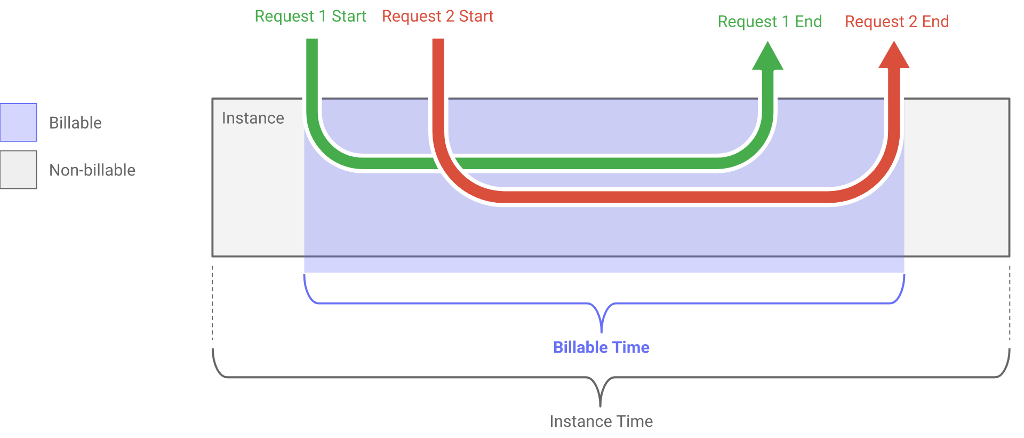 Request 1 Start
Request 2 Start
Request 1 End
Request 2 End
Billable
Non-billable
Instance
Billable Time
Instance Time